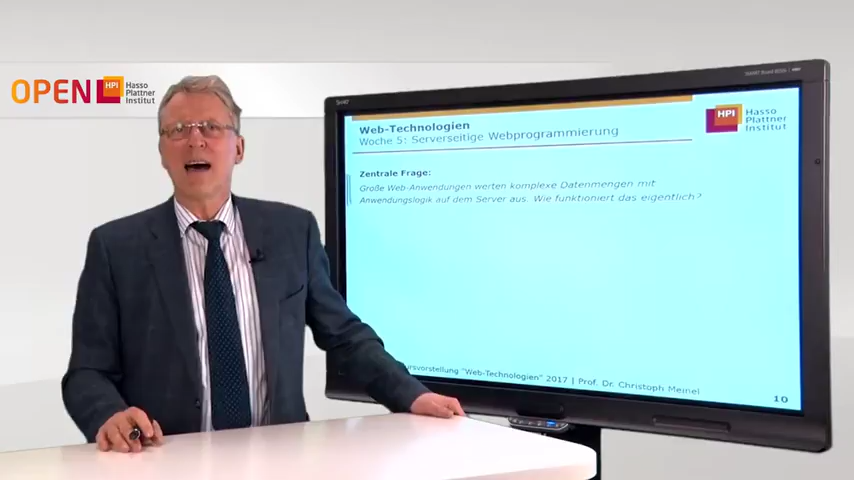 OPEN HPI Hasso
Plattner
Institut
SMART
Web-Technologien
Woche 5: Serverseitige Webprogrammierung
HPI Hasso
Plattner
Institut
Zentrale Frage:
Große Web-Anwendungen werten komplexe Datenmengen mit
Anwendungslogik auf dem Server aus. Wie funktioniert das eigentlich?
ursvorstellung "Web-Technologien" 2017 | Prof. Dr. Christoph Meinel
10